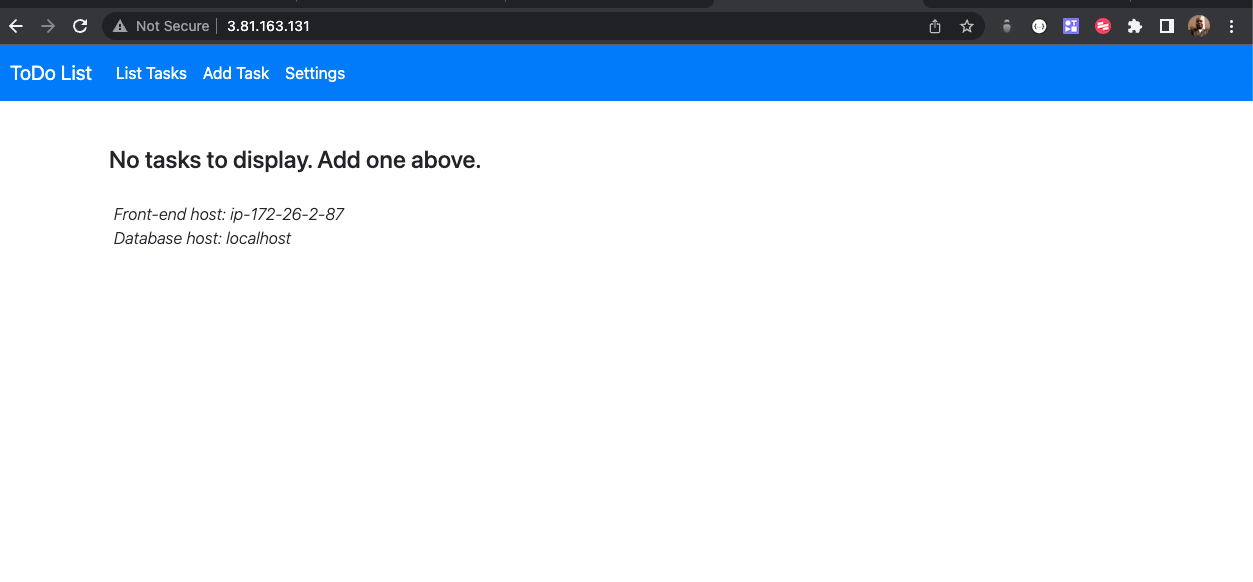 Not Secure 3.81.163.131
ToDo List List Tasks Add Task Settings
No tasks to display. Add one above.
Front-end host: ip-172-26-2-87
Database host: localhost